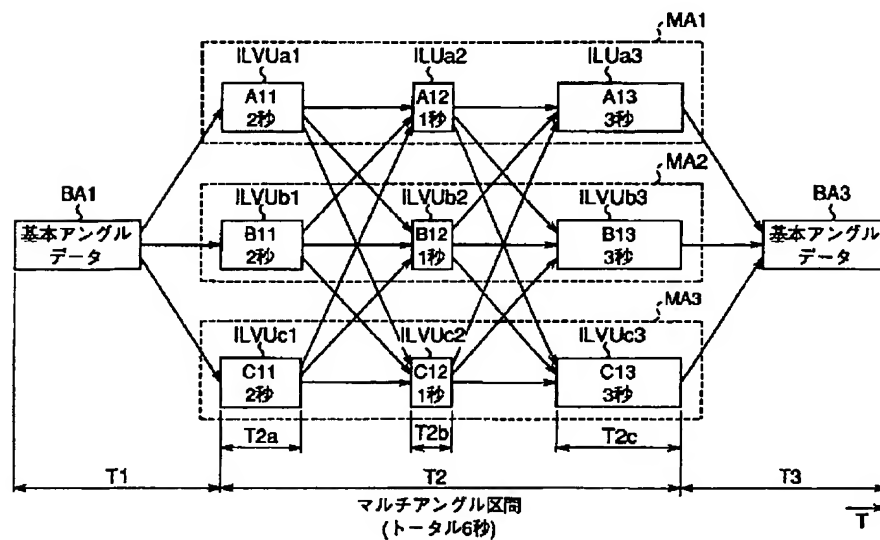 MA1
ILVUa1
ILUa2
ILUa3
A11
2秒
A12
1秒
A13
3秒
MA2
BA1
ILVUb1
ILVUb2
ILVUb3
BA3
基本アングル
データ
B11
2秒
B12
1秒
B13
3秒
基本アングル
データ
MA3
ILVUc1
ILVUc2
ILVUc3
C11
2秒
C12
1秒
C13
3秒
T2a
T2b
T2c
T1
T2
T3
マルチアングル区間
(トータル6秒)
T